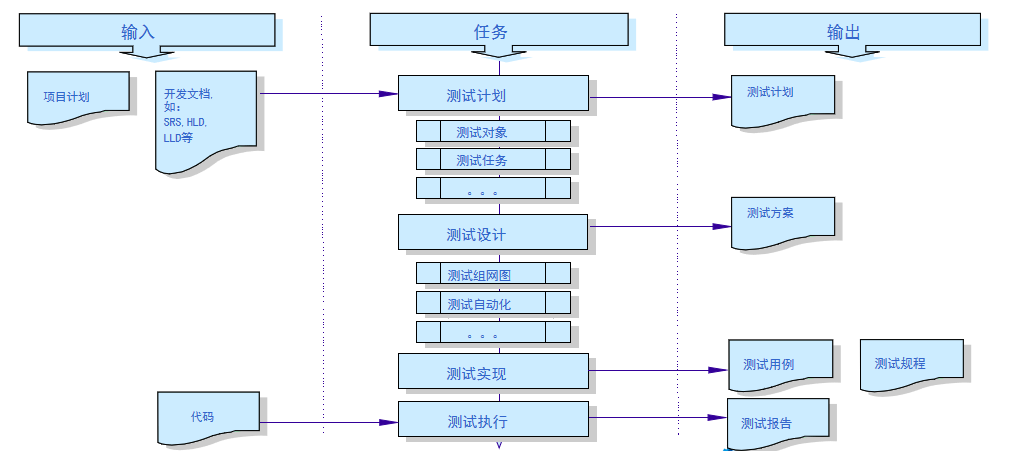 输入
任务
输出
项目计划
开发文档,
如:
SRS,HLD,
LLD等
测试计划
测试计划
测试对象
测试任务
。。。
测试设计
测试方案
测试组网图
测试自动化
。。。
测试实现
测试用例
测试规程
代码
测试执行
测试报告